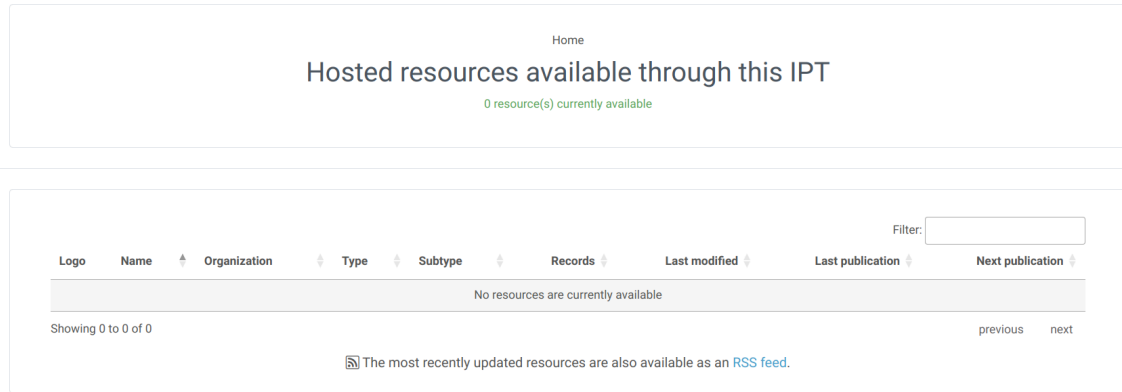 Home
Hosted resources available through this IPT
0 resource(s) currently available
Filter:
Logo Name Organization Type Subtype Records Last modified Last publication Next publication
No resources are currently available
Showing 0 to 0 of 0 previous next
The most recently updated resources are also available as an RSS feed.